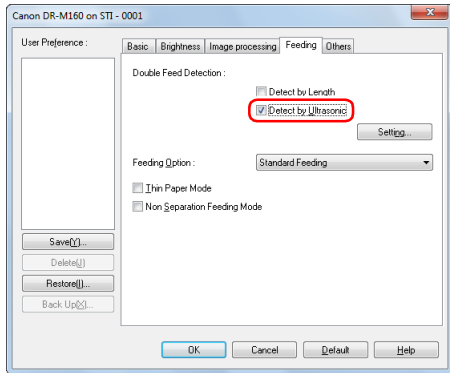 Canon DR-M160 on STI - 0001
User Preference :
Basic Brightness Image processing Feeding Others
Double Feed Detection :
Detect by Length
Detect by Ultrasonic
Setting...
Feeding Option : Standard Feeding
Thin Paper Mode
Non Separation Feeding Mode
Save(Y)...
Delete(J)
Restore(I)...
Back Up(X)...
OK Cancel Default Help